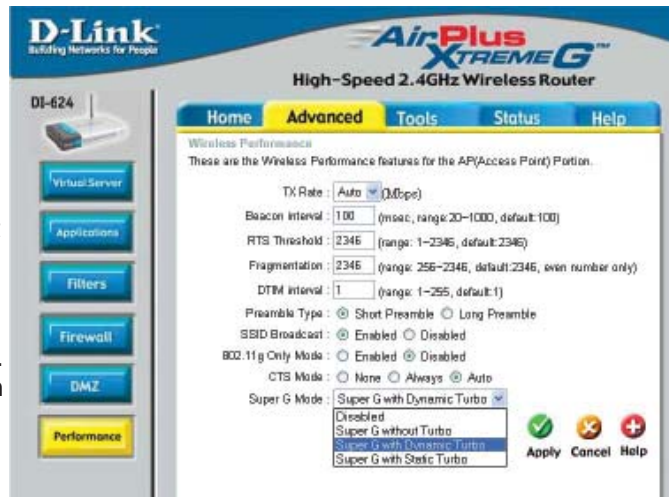 D-Link
Building Networks for People
AirPlus
XTREME G™
High-Speed 2.4GHz Wireless Router
DI-624
Home Advanced Tools Status Help
Virtual Server
Applications
Filters
Firewall
DMZ
Performance
Wireless Performance
These are the Wireless Performance features for the AP(Access Point) Portion.
TX Rate : Auto (Mbps)
Beacon interval : 100 (msec, range:20~1000, default:100)
RTS Threshold : 2346 (range: 1~2346, default:2346)
Fragmentation : 2346 (range: 256~2346, default:2346, even number only)
DTIM interval : 1 (range: 1~255, default:1)
Preamble Type : Short Preamble Long Preamble
SSID Broadcast : Enabled Disabled
802.11g Only Mode : Enabled Disabled
CTS Mode : None Always Auto
Super G Mode : Super G with Dynamic Turbo
Disabled
Super G without Turbo
Super G with Dynamic Turbo
Super G with Static Turbo
Apply Cancel Help